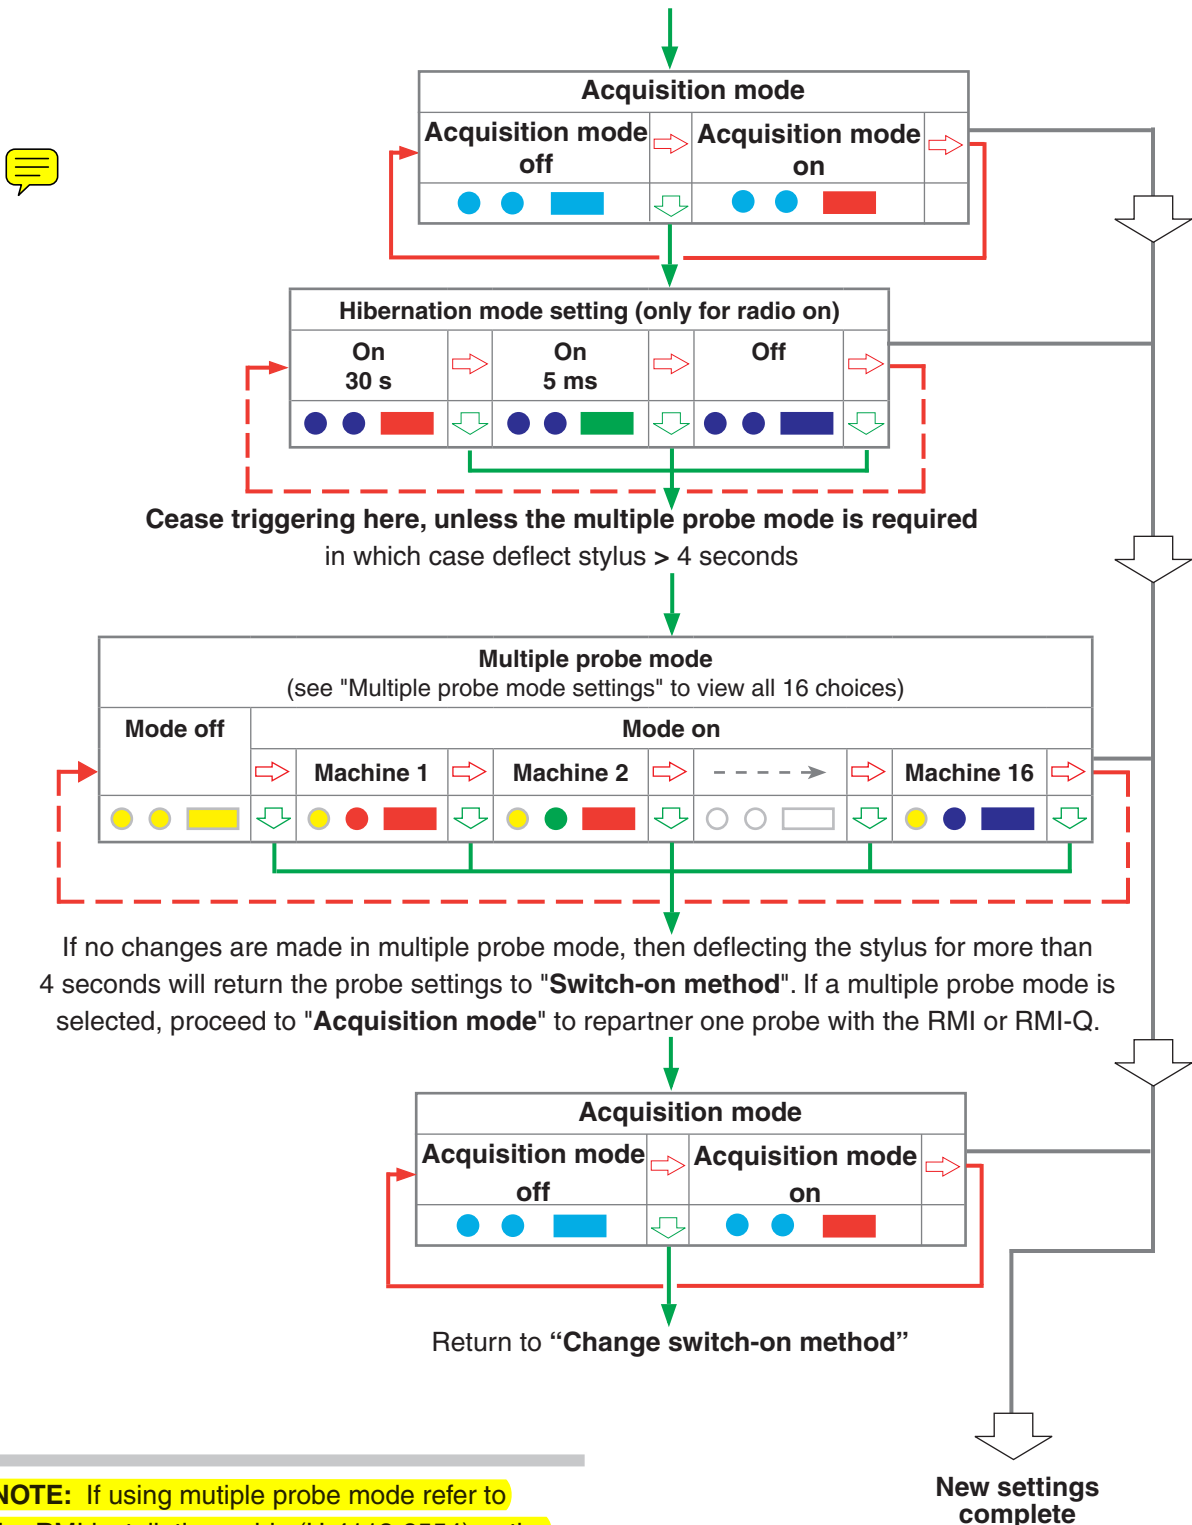 Acquisition mode
Acquisition mode off
Acquisition mode on
Hibernation mode setting (only for radio on)
On 30 s
On 5 ms
Off
Cease triggering here, unless the multiple probe mode is required
in which case deflect stylus > 4 seconds
Multiple probe mode
(see "Multiple probe mode settings" to view all 16 choices)
Mode off
Mode on
Machine 1
Machine 2
Machine 16
If no changes are made in multiple probe mode, then deflecting the stylus for more than
4 seconds will return the probe settings to "Switch-on method". If a multiple probe mode is
selected, proceed to "Acquisition mode" to repartner one probe with the RMI or RMI-Q.
Acquisition mode
Acquisition mode off
Acquisition mode on
Return to “Change switch-on method”
New settings
complete
NOTE: If using mutiple probe mode refer to